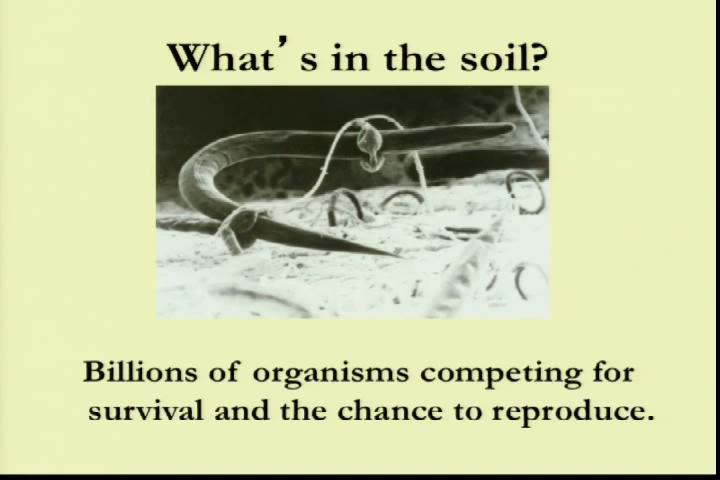 What's in the soil?
Billions of organisms competing for
survival and the chance to reproduce.